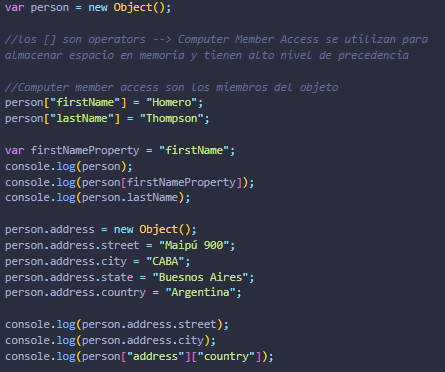 var person = new Object();
//los [] son operators --> Computer Member Access se utilizan para
almacenar espacio en memoria y tienen alto nivel de precedencia
//Computer member access son los miembros del objeto
person["firstName"] = "Homero";
person["lastName"] = "Thompson";
var firstNameProperty = "firstName";
console.log(person);
console.log(person[firstNameProperty]);
console.log(person.lastName);
person.address = new Object();
person.address.street = "Maipú 900";
person.address.city = "CABA";
person.address.state = "Buesnos Aires";
person.address.country = "Argentina";
console.log(person.address.street);
console.log(person.address.city);
console.log(person["address"]["country"]);